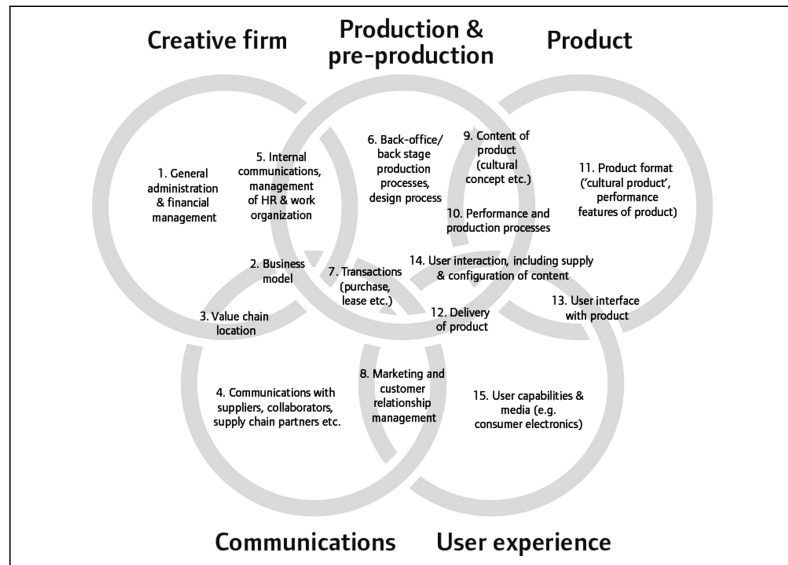 Creative firm
Production &
pre-production
Product
1. General
administration
& financial
management
5. Internal
communications,
management
of HR & work
organization
6. Back-office/
back stage
production
processes,
design process
9. Content of
product
(cultural
concept etc.)
10. Performance and
production processes
11. Product format
('cultural product',
performance
features of product)
2. Business
model
7. Transactions
(purchase,
lease etc.)
14. User interaction, including supply
& configuration of content
3. Value chain
location
12. Delivery
of product
13. User interface
with product
4. Communications with
suppliers, collaborators,
supply chain partners etc.
8. Marketing and
customer
relationship
management
15. User capabilities &
media (e.g.
consumer electronics)
Communications
User experience